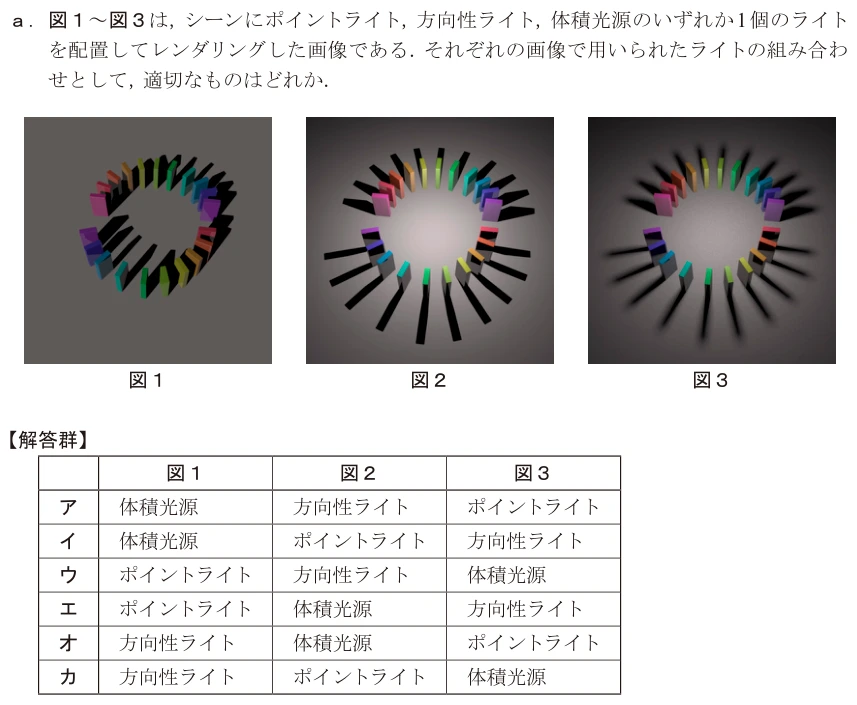 a. 図1～図3は，シーンにポイントライト，方向性ライト，体積光源のいずれか1個のライト
を配置してレンダリングした画像である．それぞれの画像で用いられたライトの組み合わ
せとして，適切なものはどれか．
図1 図2 図3
【解答群】
図1 図2 図3
ア 体積光源 方向性ライト ポイントライト
イ 体積光源 ポイントライト 方向性ライト
ウ ポイントライト 方向性ライト 体積光源
エ ポイントライト 体積光源 方向性ライト
オ 方向性ライト 体積光源 ポイントライト
カ 方向性ライト ポイントライト 体積光源